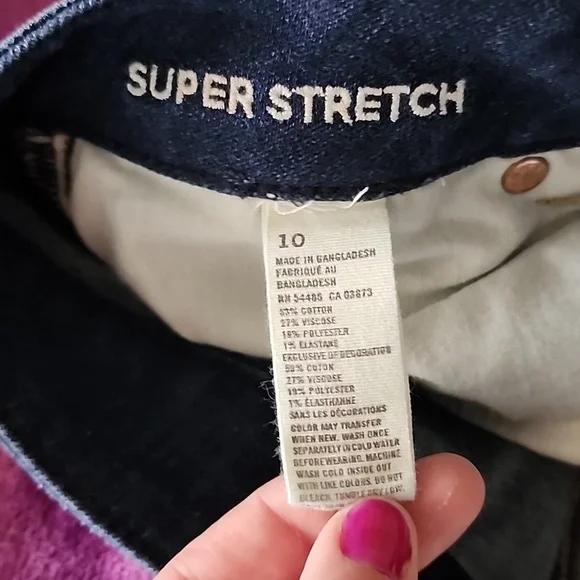 SUPER STRETCH
10
MADE IN BANGLADESH
FABRIQUÉ AU
BANGLADESH
RN 54485 CA 03673
53% COTTON
27% VISCOSE
19% POLYESTER
1% ELASTANE
EXCLUSIVE OF DECORATION
53% COTON
27% VISCOSE
19% POLYESTER
1% ÉLASTHANNE
SANS LES DÉCORATIONS
COLOR MAY TRANSFER
WHEN NEW. WASH ONCE
SEPARATELY IN COLD WATER
BEFORE WEARING. MACHINE
WASH COLD INSIDE OUT
WITH LIKE COLORS. DO NOT
BLEACH. TUMBLE DRY LOW.